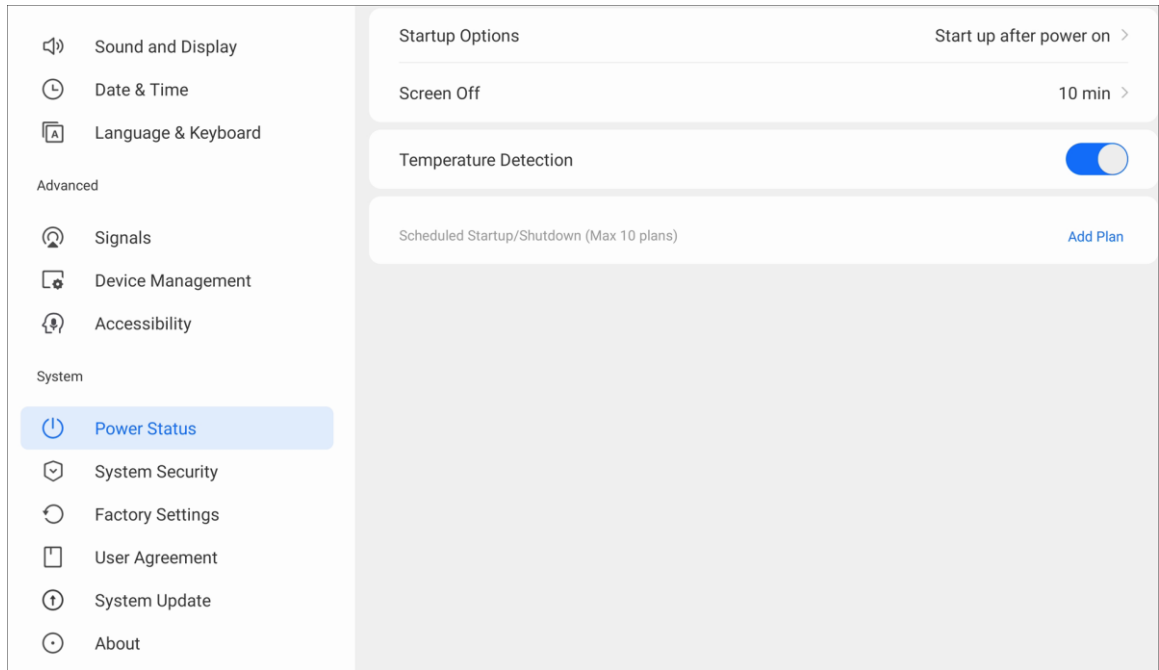 Sound and Display
Date & Time
A
Language & Keyboard
Advanced
Signals
Device Management
Accessibility
System
Power Status
System Security
Factory Settings
User Agreement
System Update
About
Startup Options
Start up after power on
Screen Off
10 min
Temperature Detection
Scheduled Startup/Shutdown (Max 10 plans)
Add Plan